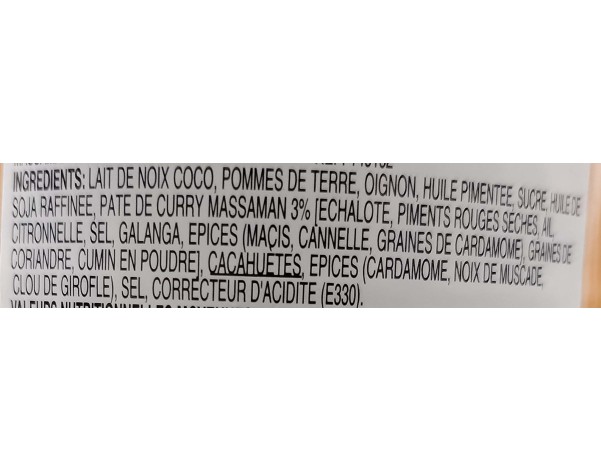 INGREDIENTS: LAIT DE NOIX COCO, POMMES DE TERRE, OIGNON, HUILE PIMENTEE, SUCRE, HUILE DE
SOJA RAFFINEE, PATE DE CURRY MASSAMAN 3% [ECHALOTE, PIMENTS ROUGES SECHES, AIL,
CITRONNELLE, SEL, GALANGA, EPICES (MACIS, CANNELLE, GRAINES DE CARDAMOME), GRAINES DE
CORIANDRE, CUMIN EN POUDRE], CACAHUETES, EPICES (CARDAMOME, NOIX DE MUSCADE,
CLOU DE GIROFLE), SEL, CORRECTEUR D'ACIDITE (E330).